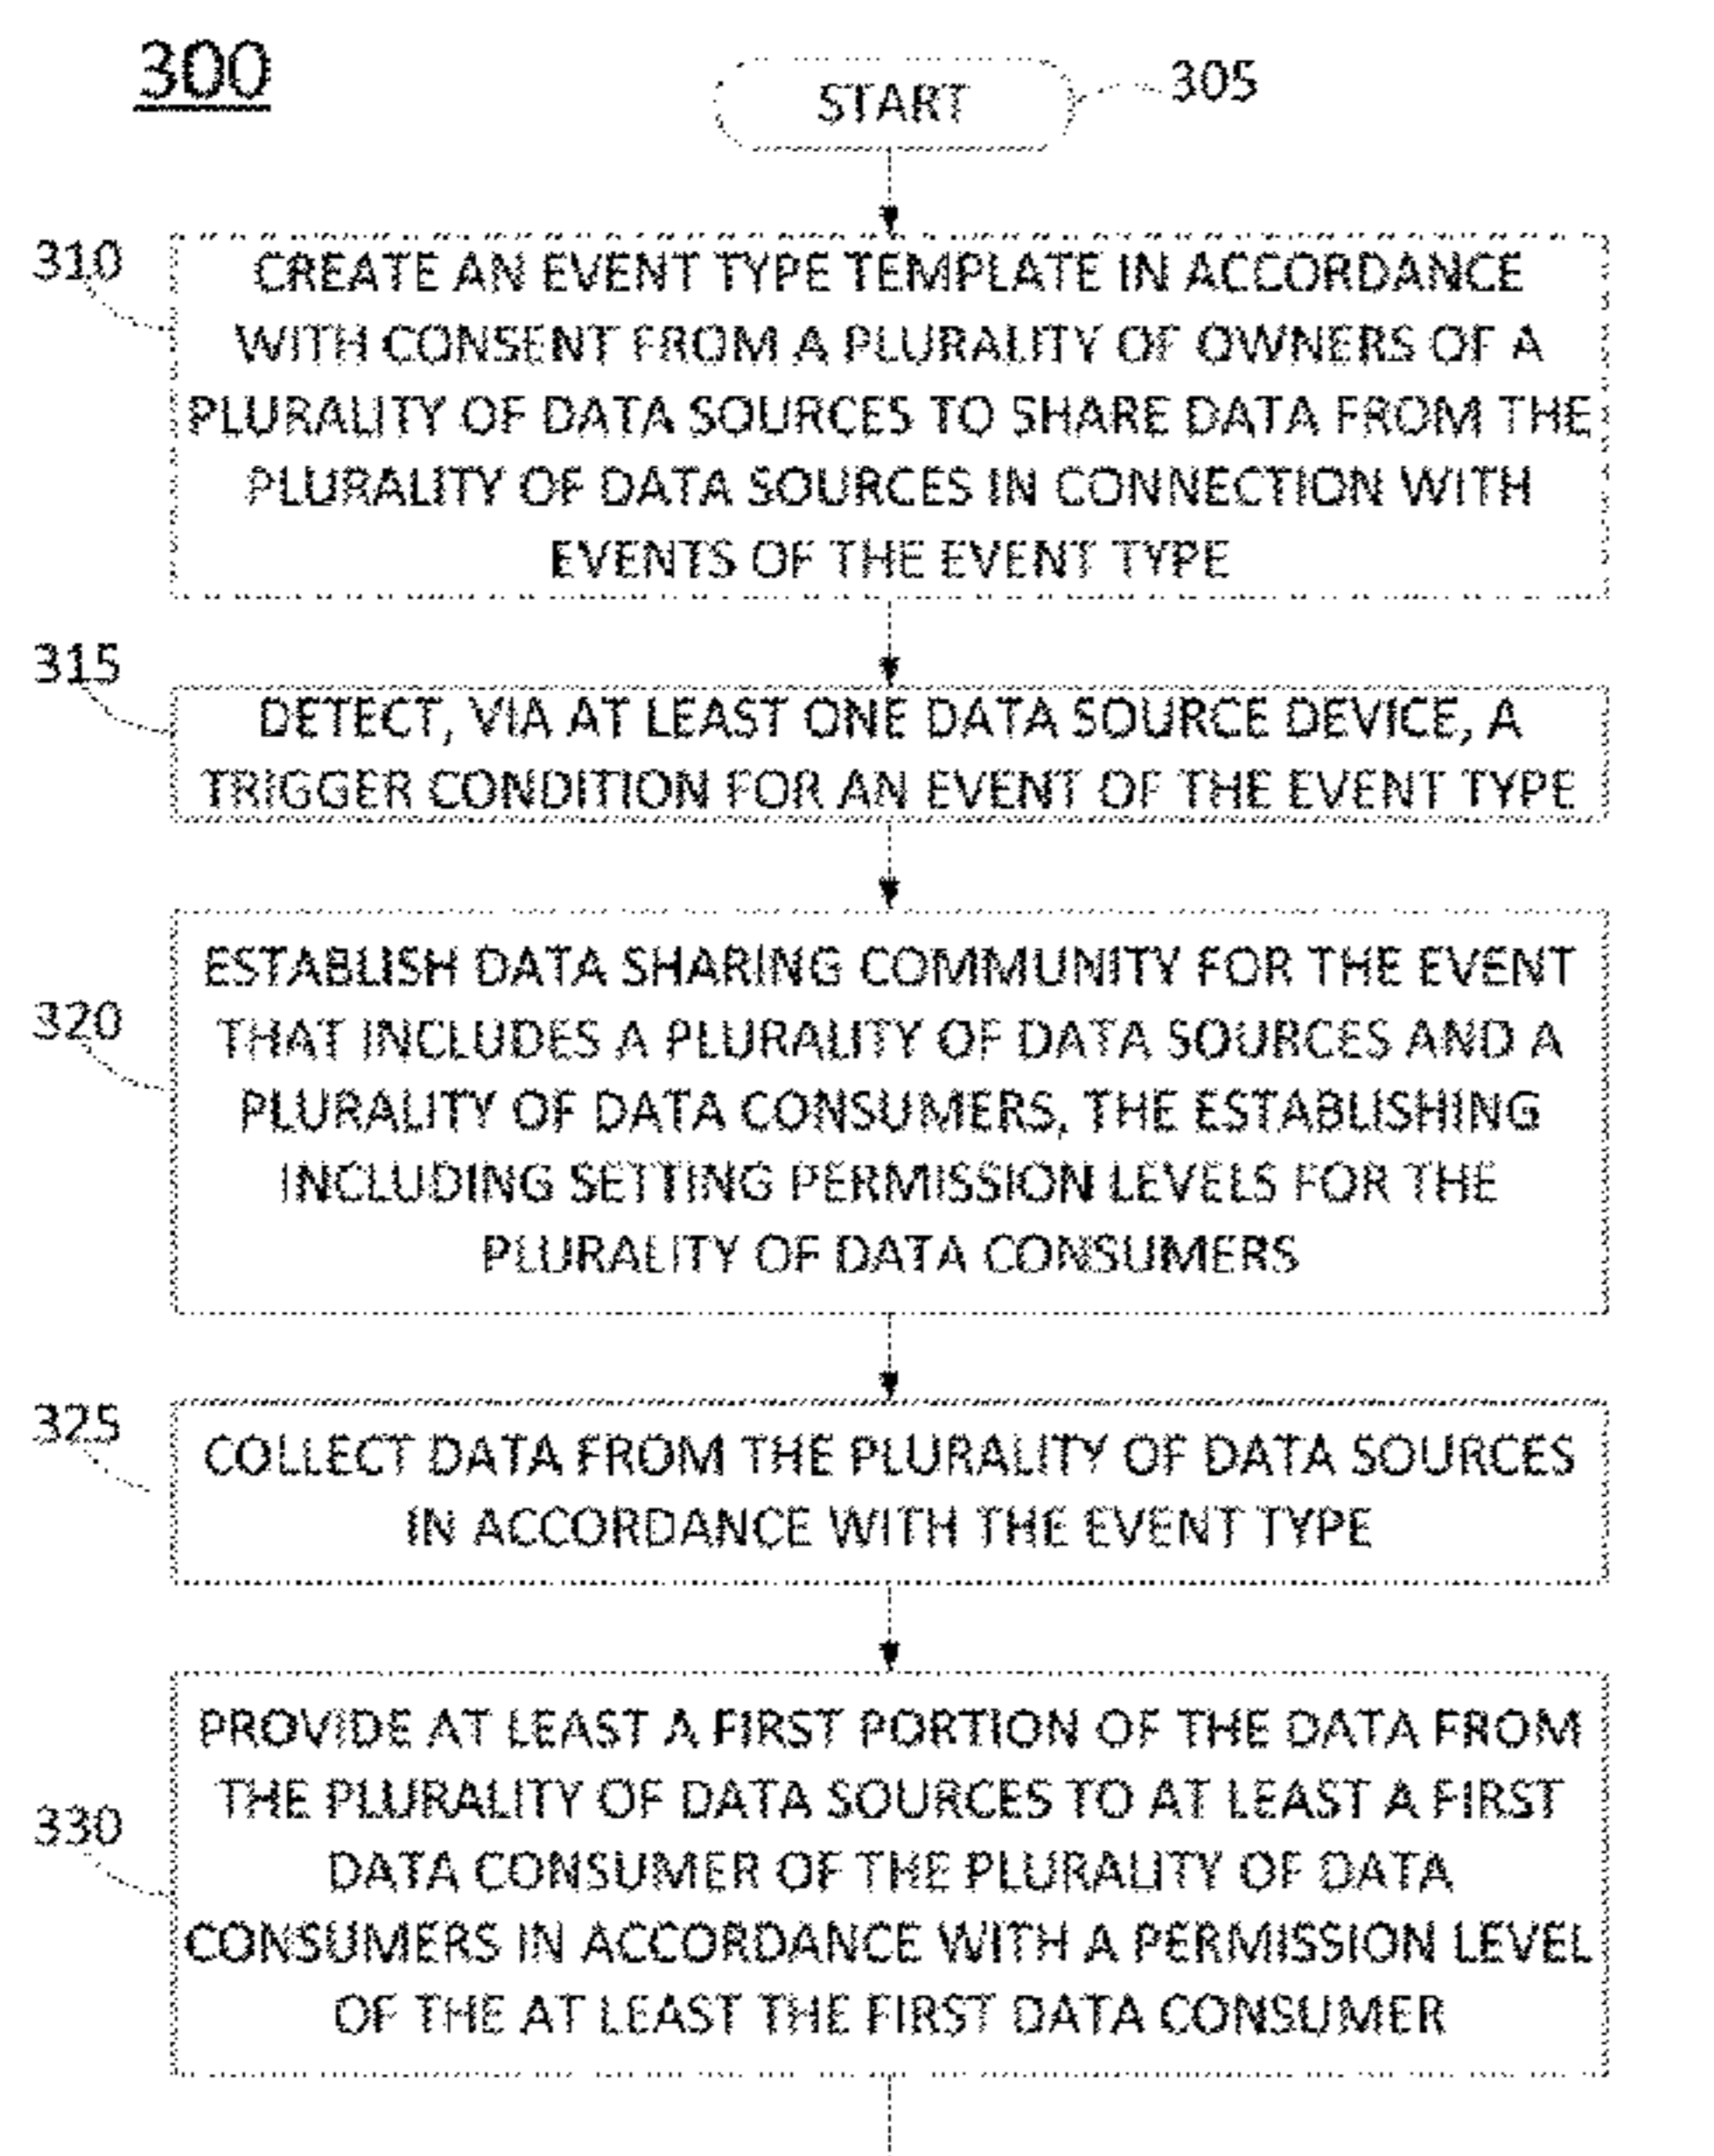 300
START
305
310
CREATE AN EVENT TYPE TEMPLATE IN ACCORDANCE
WITH CONSENT FROM A PLURALITY OF OWNERS OF A
PLURALITY OF DATA SOURCES TO SHARE DATA FROM THE
PLURALITY OF DATA SOURCES IN CONNECTION WITH
EVENTS OF THE EVENT TYPE
315
DETECT, VIA AT LEAST ONE DATA SOURCE DEVICE, A
TRIGGER CONDITION FOR AN EVENT OF THE EVENT TYPE
320
ESTABLISH DATA SHARING COMMUNITY FOR THE EVENT
THAT INCLUDES A PLURALITY OF DATA SOURCES AND A
PLURALITY OF DATA CONSUMERS, THE ESTABLISHING
INCLUDING SETTING PERMISSION LEVELS FOR THE
PLURALITY OF DATA CONSUMERS
325
COLLECT DATA FROM THE PLURALITY OF DATA SOURCES
IN ACCORDANCE WITH THE EVENT TYPE
330
PROVIDE AT LEAST A FIRST PORTION OF THE DATA FROM
THE PLURALITY OF DATA SOURCES TO AT LEAST A FIRST
DATA CONSUMER OF THE PLURALITY OF DATA
CONSUMERS IN ACCORDANCE WITH A PERMISSION LEVEL
OF THE AT LEAST THE FIRST DATA CONSUMER